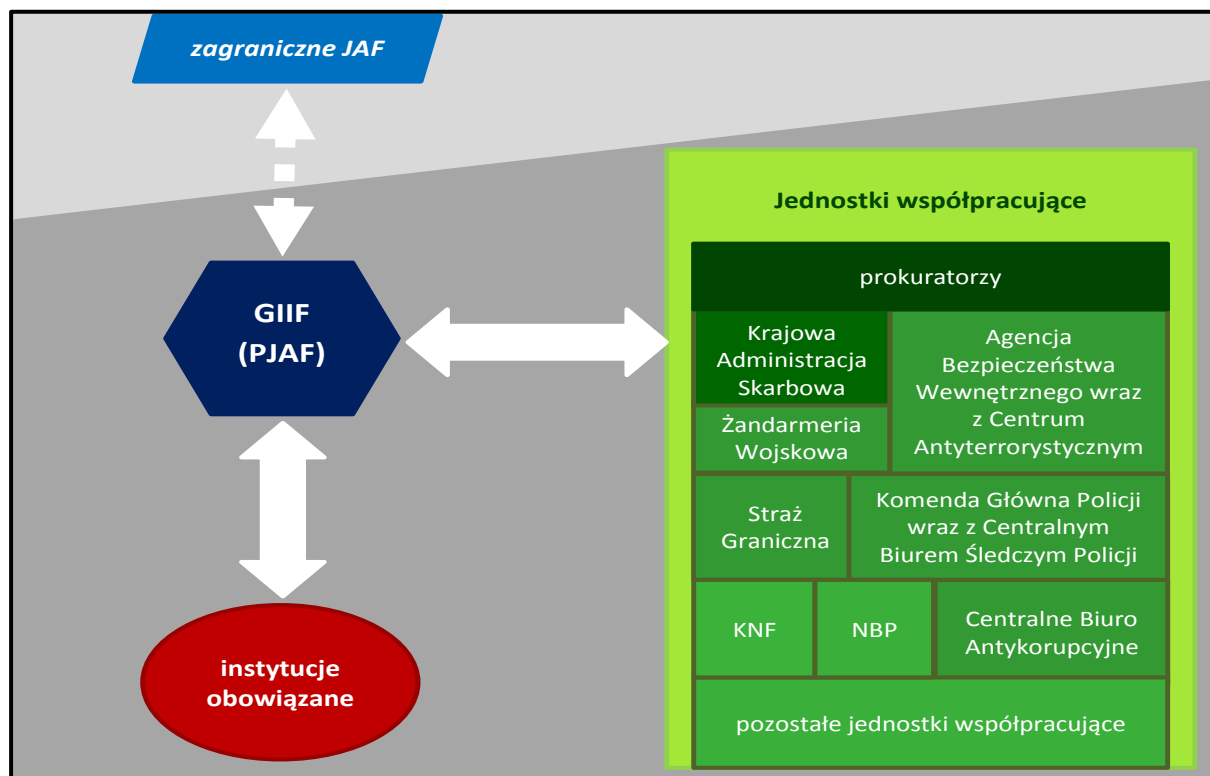 zagraniczne JAF
GIIF
(PJAF)
instytucje
obowiązane
Jednostki współpracujące
prokuratorzy
Krajowa
Administracja
Skarbowa
Agencja
Bezpieczeństwa
Wewnętrznego wraz
z Centrum
Antyterrorystycznym
Żandarmeria
Wojskowa
Straż
Graniczna
Komenda Główna Policji
wraz z Centralnym
Biurem Śledczym Policji
KNF
NBP
Centralne Biuro
Antykorupcyjne
pozostałe jednostki współpracujące